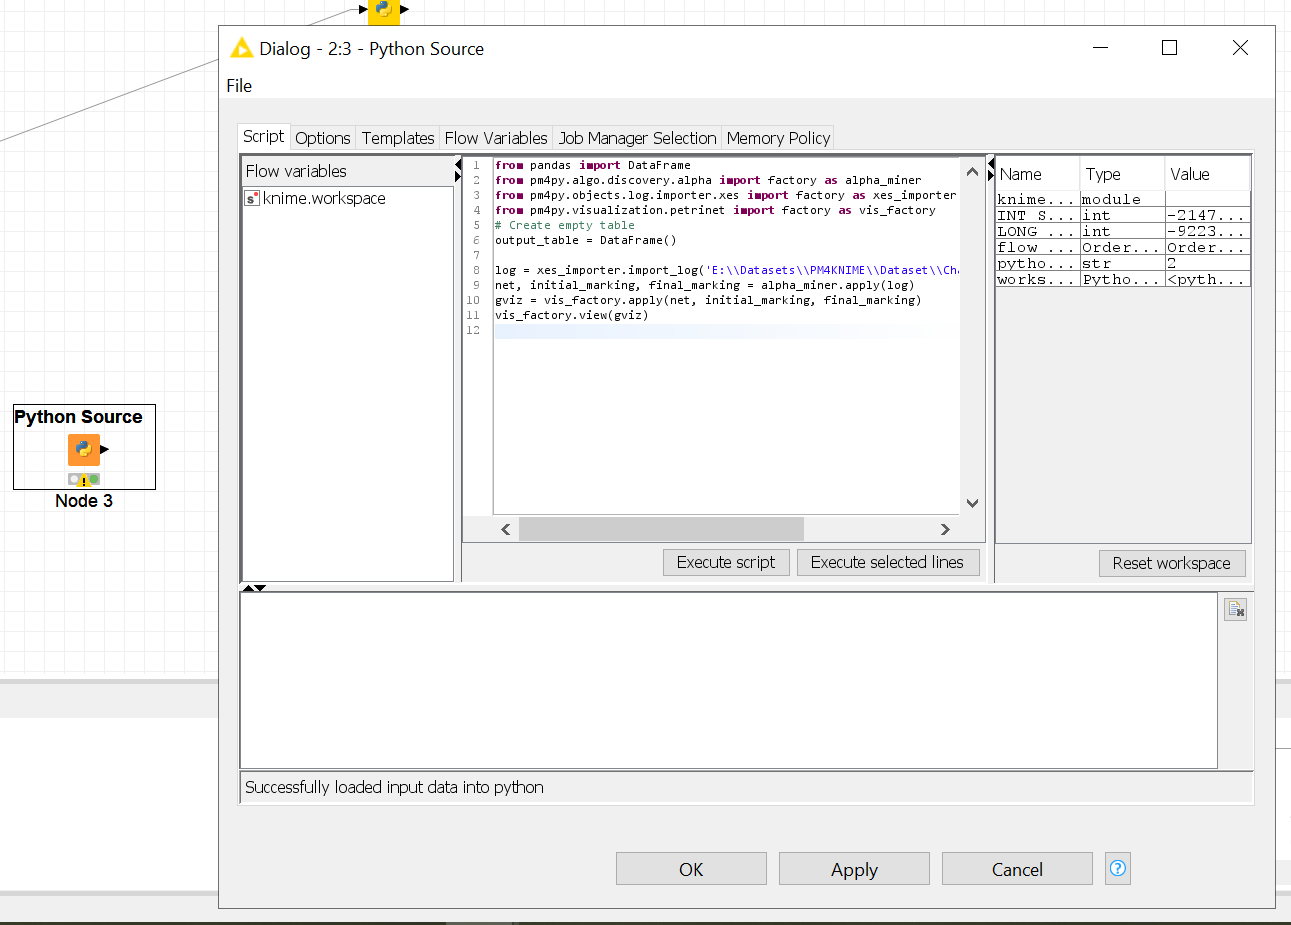 Dialog - 2:3 - Python Source
File
Script
Options
Templates
Flow Variables
Job Manager Selection
Memory Policy
Flow variables
s knime.workspace
1 from pandas import DataFrame
2 from pm4py.algo.discovery.alpha import factory as alpha_miner
3 from pm4py.objects.log.importer.xes import factory as xes_importer
4 from pm4py.visualization.petrinet import factory as vis_factory
5 # Create empty table
6 output_table = DataFrame()
7
8 log = xes_importer.import_log('E:\\Datasets\\PM4KNIME\\Dataset\\Cha
9 net, initial_marking, final_marking = alpha_miner.apply(log)
10 gviz = vis_factory.apply(net, initial_marking, final_marking)
11 vis_factory.view(gviz)
12
Name Type Value
knime... module
INT S... int -2147...
LONG ... int -9223...
flow ... Order... Order...
pytho... str 2
works... Pytho... <pyth...
Execute script
Execute selected lines
Reset workspace
Python Source
Node 3
Successfully loaded input data into python
OK
Apply
Cancel
?